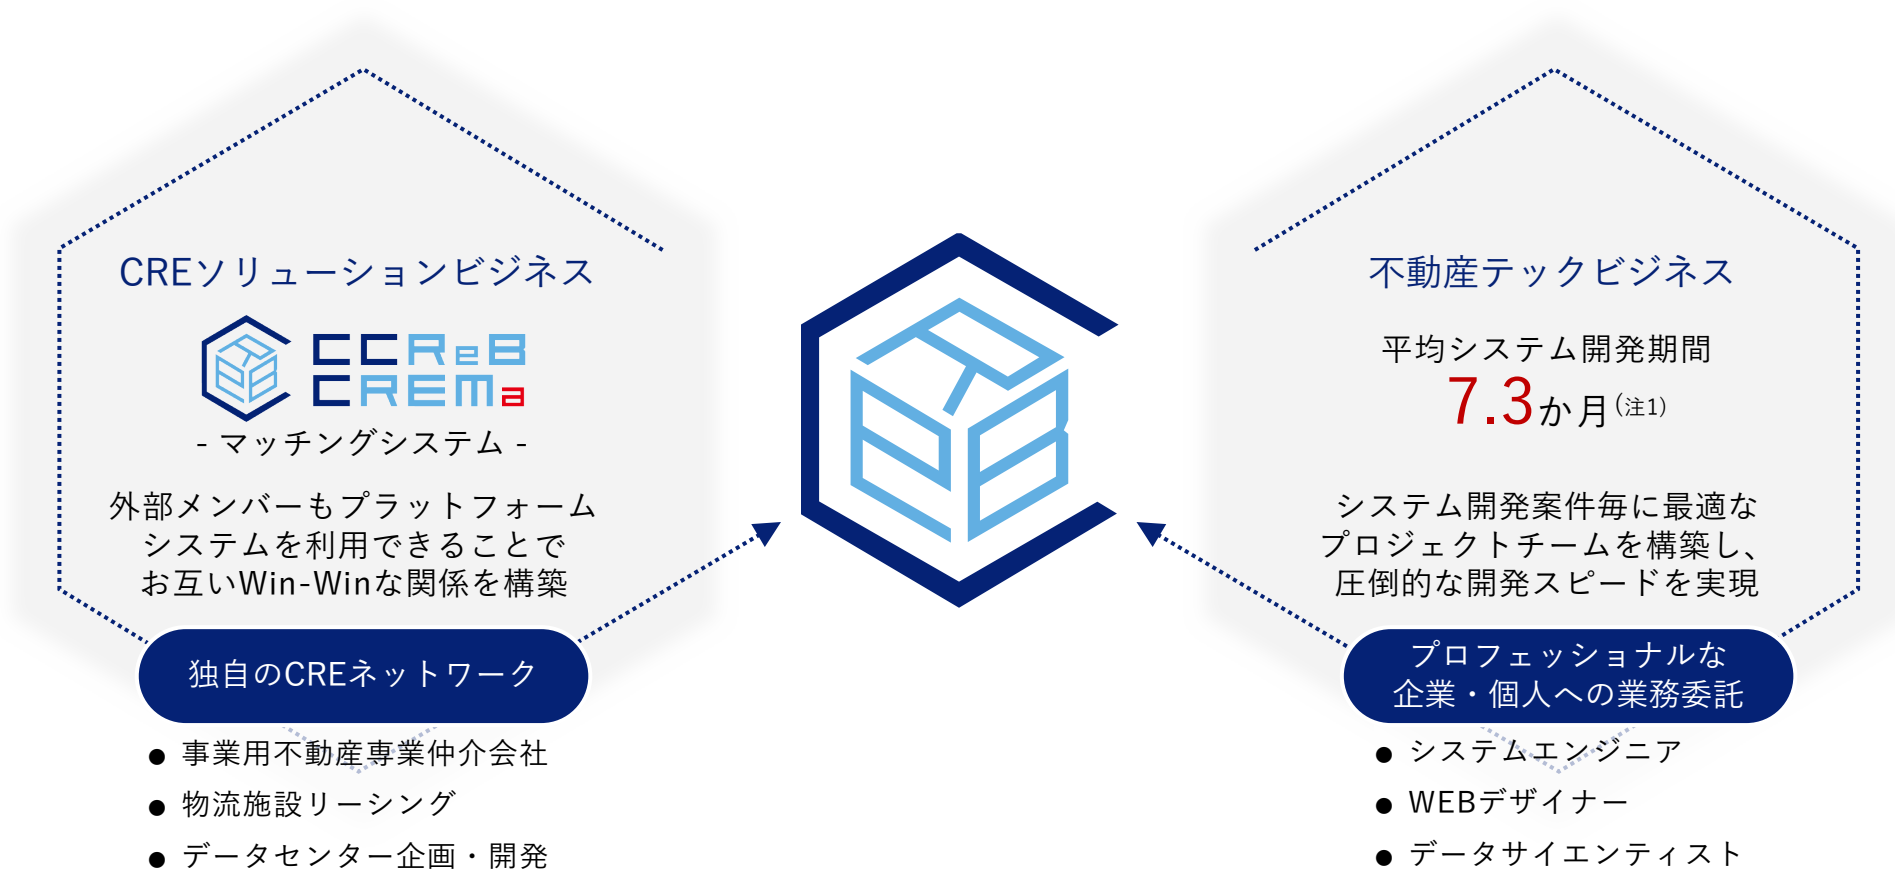 CREソリューションビジネス
CCReB
CREMa
- マッチングシステム -
外部メンバーもプラットフォーム
システムを利用できることで
お互いWin-Winな関係を構築
独自のCREネットワーク
● 事業用不動産専業仲介会社
● 物流施設リーシング
● データセンター企画・開発
不動産テックビジネス
平均システム開発期間
7.3か月(注1)
システム開発案件毎に最適な
プロジェクトチームを構築し、
圧倒的な開発スピードを実現
プロフェッショナルな
企業・個人への業務委託
● システムエンジニア
● WEBデザイナー
● データサイエンティスト